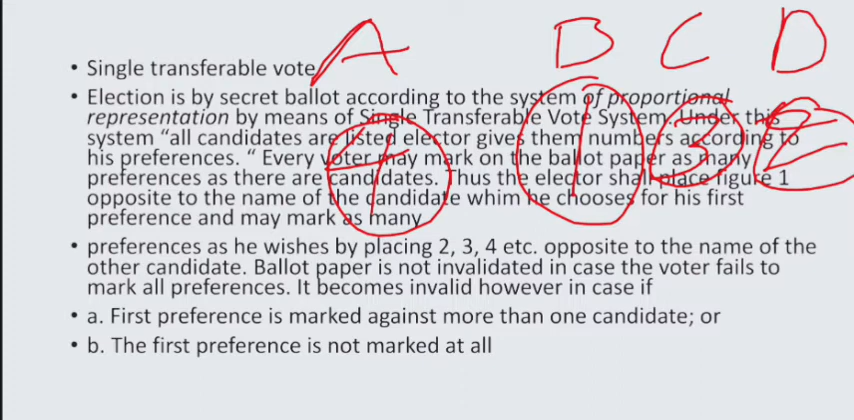 A B C D
• Single transferable vote
• Election is by secret ballot according to the system of proportional
representation by means of Single Transferable Vote System. Under this
system “all candidates are listed elector gives them numbers according to
his preferences. “ Every voter may mark on the ballot paper as many
preferences as there are candidates. Thus the elector shall place figure 1
opposite to the name of the candidate whim he chooses for his first
preference and may mark as many
4 1 3 2
• preferences as he wishes by placing 2, 3, 4 etc. opposite to the name of the
other candidate. Ballot paper is not invalidated in case the voter fails to
mark all preferences. It becomes invalid however in case if
• a. First preference is marked against more than one candidate; or
• b. The first preference is not marked at all